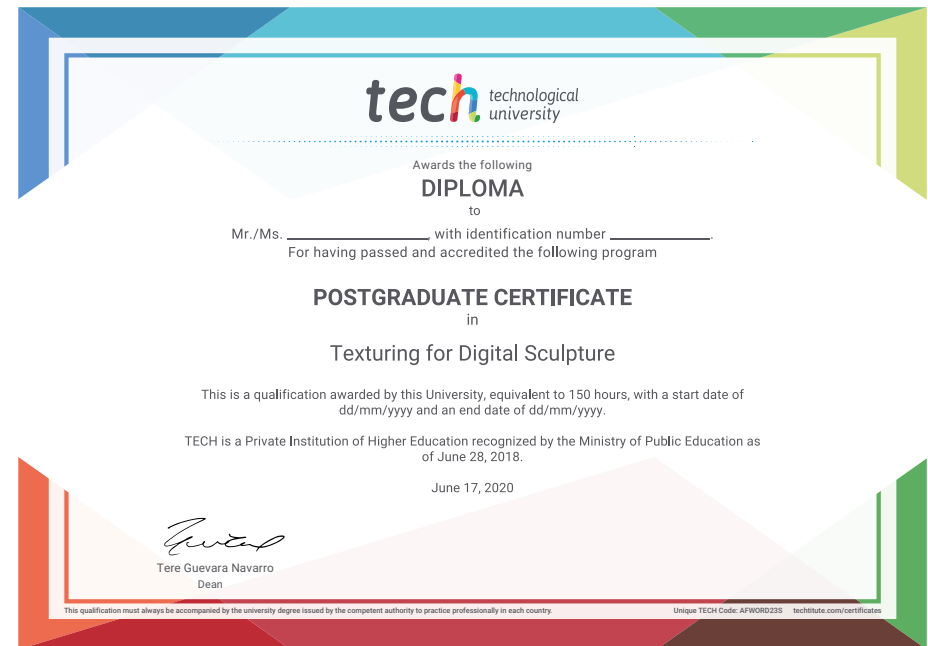 tech technological
university
Awards the following
DIPLOMA
to
Mr./Ms. ____________________, with identification number ______________.
For having passed and accredited the following program
POSTGRADUATE CERTIFICATE
in
Texturing for Digital Sculpture
This is a qualification awarded by this University, equivalent to 150 hours, with a start date of
dd/mm/yyyy and an end date of dd/mm/yyyy.
TECH is a Private Institution of Higher Education recognized by the Ministry of Public Education as
of June 28, 2018.
June 17, 2020
Tere Guevara Navarro
Dean
This qualification must always be accompanied by the university degree issued by the competent authority to practice professionally in each country. Unique TECH Code: AFWORD23S techtitute.com/certificates